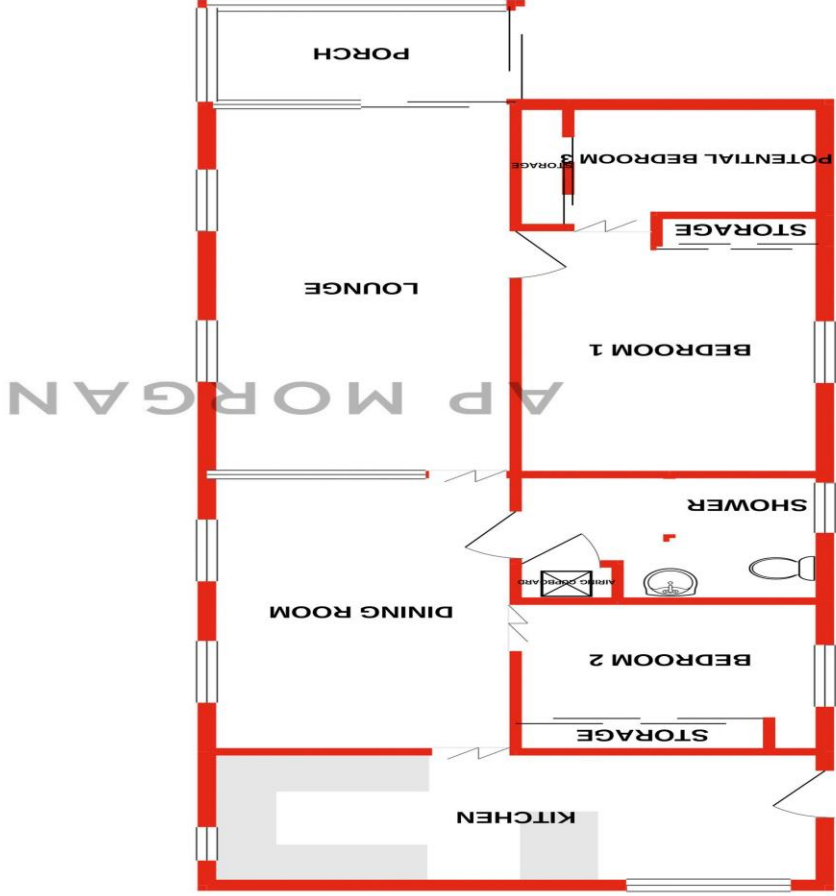 KITCHEN
STORAGE
BEDROOM 2
DINING ROOM
AIRING CUPBOARD
SHOWER
AP MORGAN
BEDROOM 1
LOUNGE
STORAGE
STORAGE
POTENTIAL BEDROOM 3
PORCH